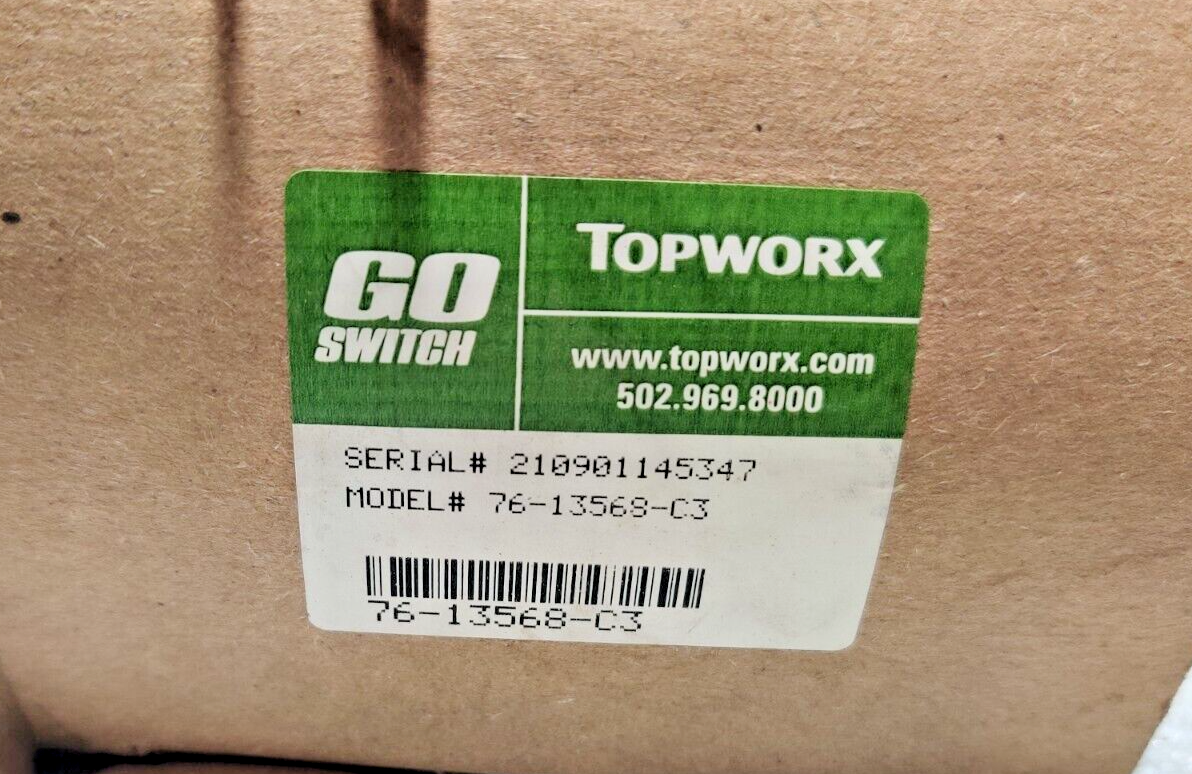 GO
SWITCH
TOPWORX
www.topworx.com
502.969.8000
SERIAL# 210901145347
MODEL# 76-13568-C3
76-13568-C3